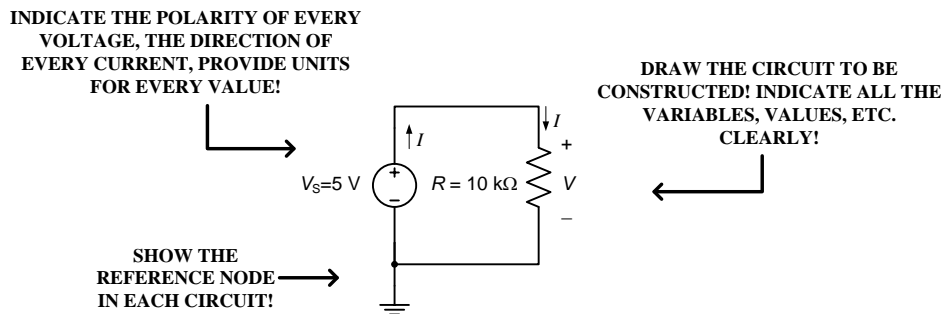 INDICATE THE POLARITY OF EVERY
VOLTAGE, THE DIRECTION OF
EVERY CURRENT, PROVIDE UNITS
FOR EVERY VALUE!
DRAW THE CIRCUIT TO BE
CONSTRUCTED! INDICATE ALL THE
VARIABLES, VALUES, ETC.
CLEARLY!
I
I
+
+
VS=5 V
R = 10 kΩ
V
–
–
SHOW THE
REFERENCE NODE
IN EACH CIRCUIT!